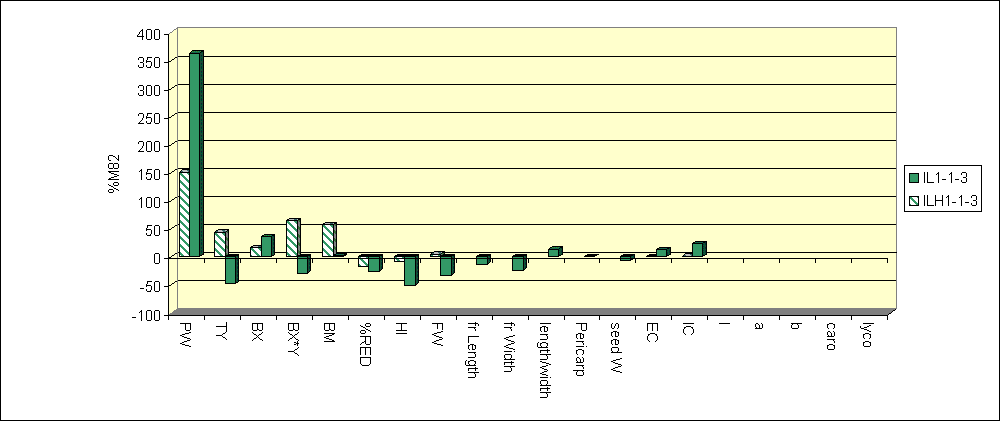 400
350
300
250
200
150
100
50
0
-50
-100
%M82
PW
TY
BX
BX*Y
BM
%RED
HI
FW
fr Length
fr Width
length/width
Pericarp
seed W
EC
IC
l
a
b
caro
lyco
IL1-1-3
ILH1-1-3